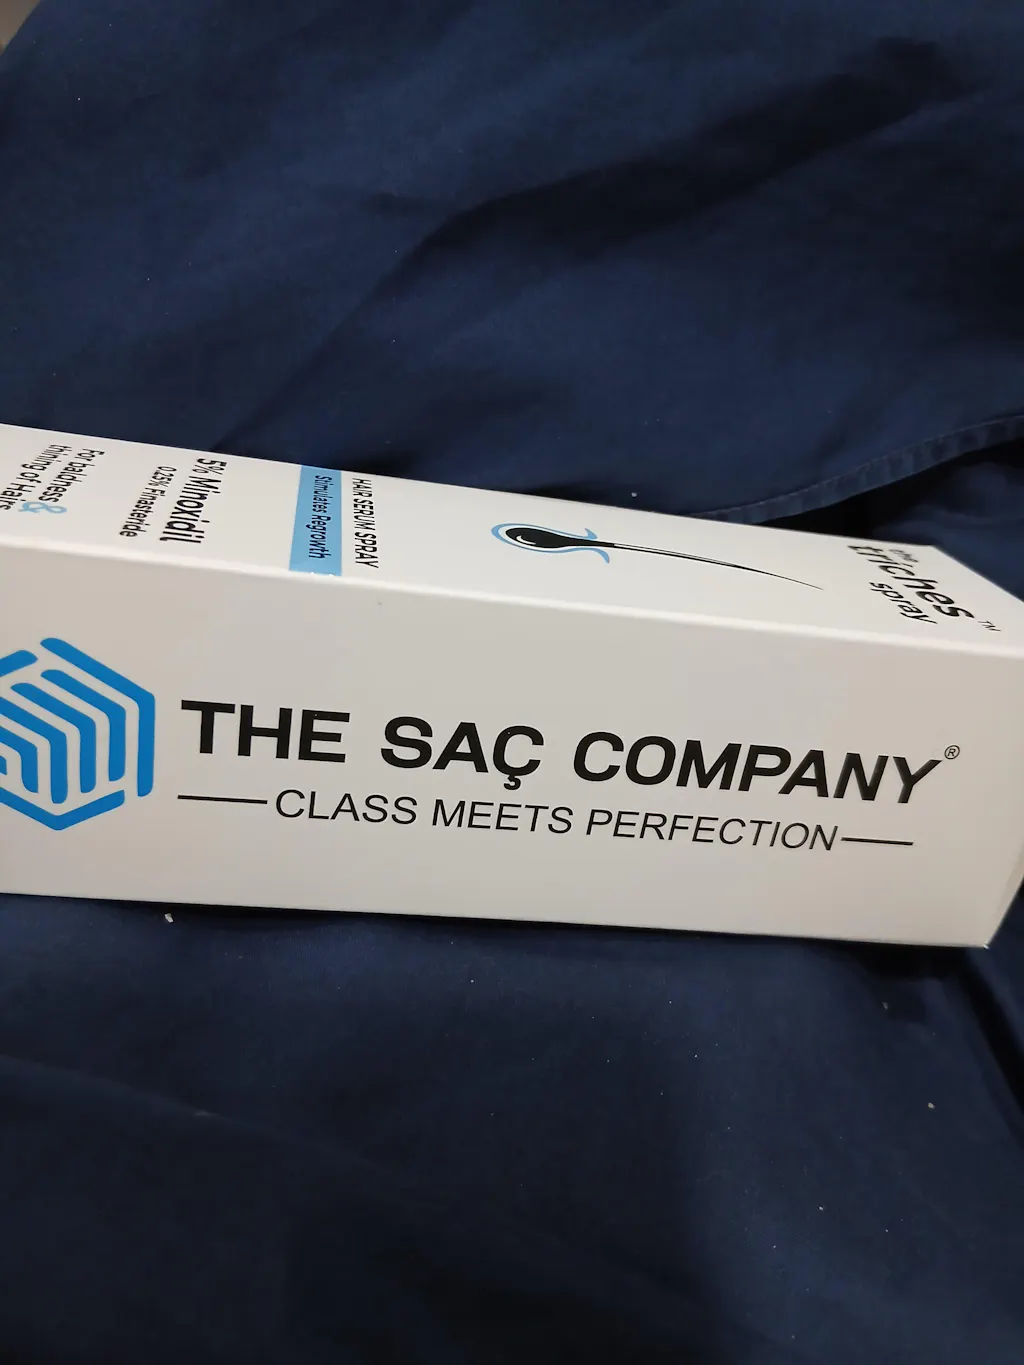 THE SAÇ COMPANY®
CLASS MEETS PERFECTION
triches™
spray
HAIR SERUM SPRAY
Stimulates Regrowth
5% Minoxidil
0.25% Finasteride
For baldness &
thining of Hairs